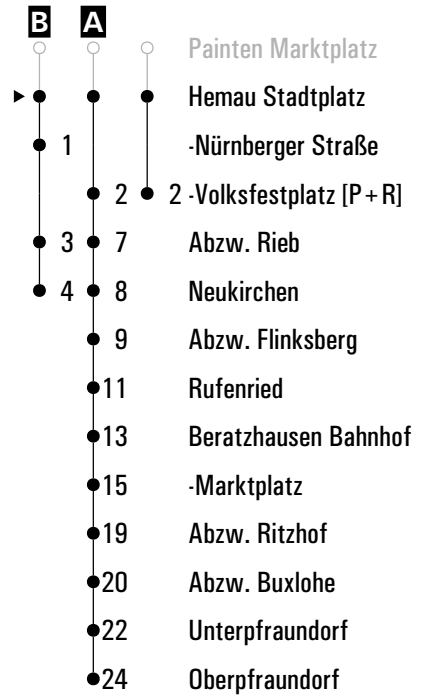 B A
Painten Marktplatz
Hemau Stadtplatz
1 -Nürnberger Straße
2 2 -Volksfestplatz [P+R]
3 7 Abzw. Rieb
4 8 Neukirchen
9 Abzw. Flinksberg
11 Rufenried
13 Beratzhausen Bahnhof
15 -Marktplatz
19 Abzw. Ritzhof
20 Abzw. Buxlohe
22 Unterpfraundorf
24 Oberpfraundorf